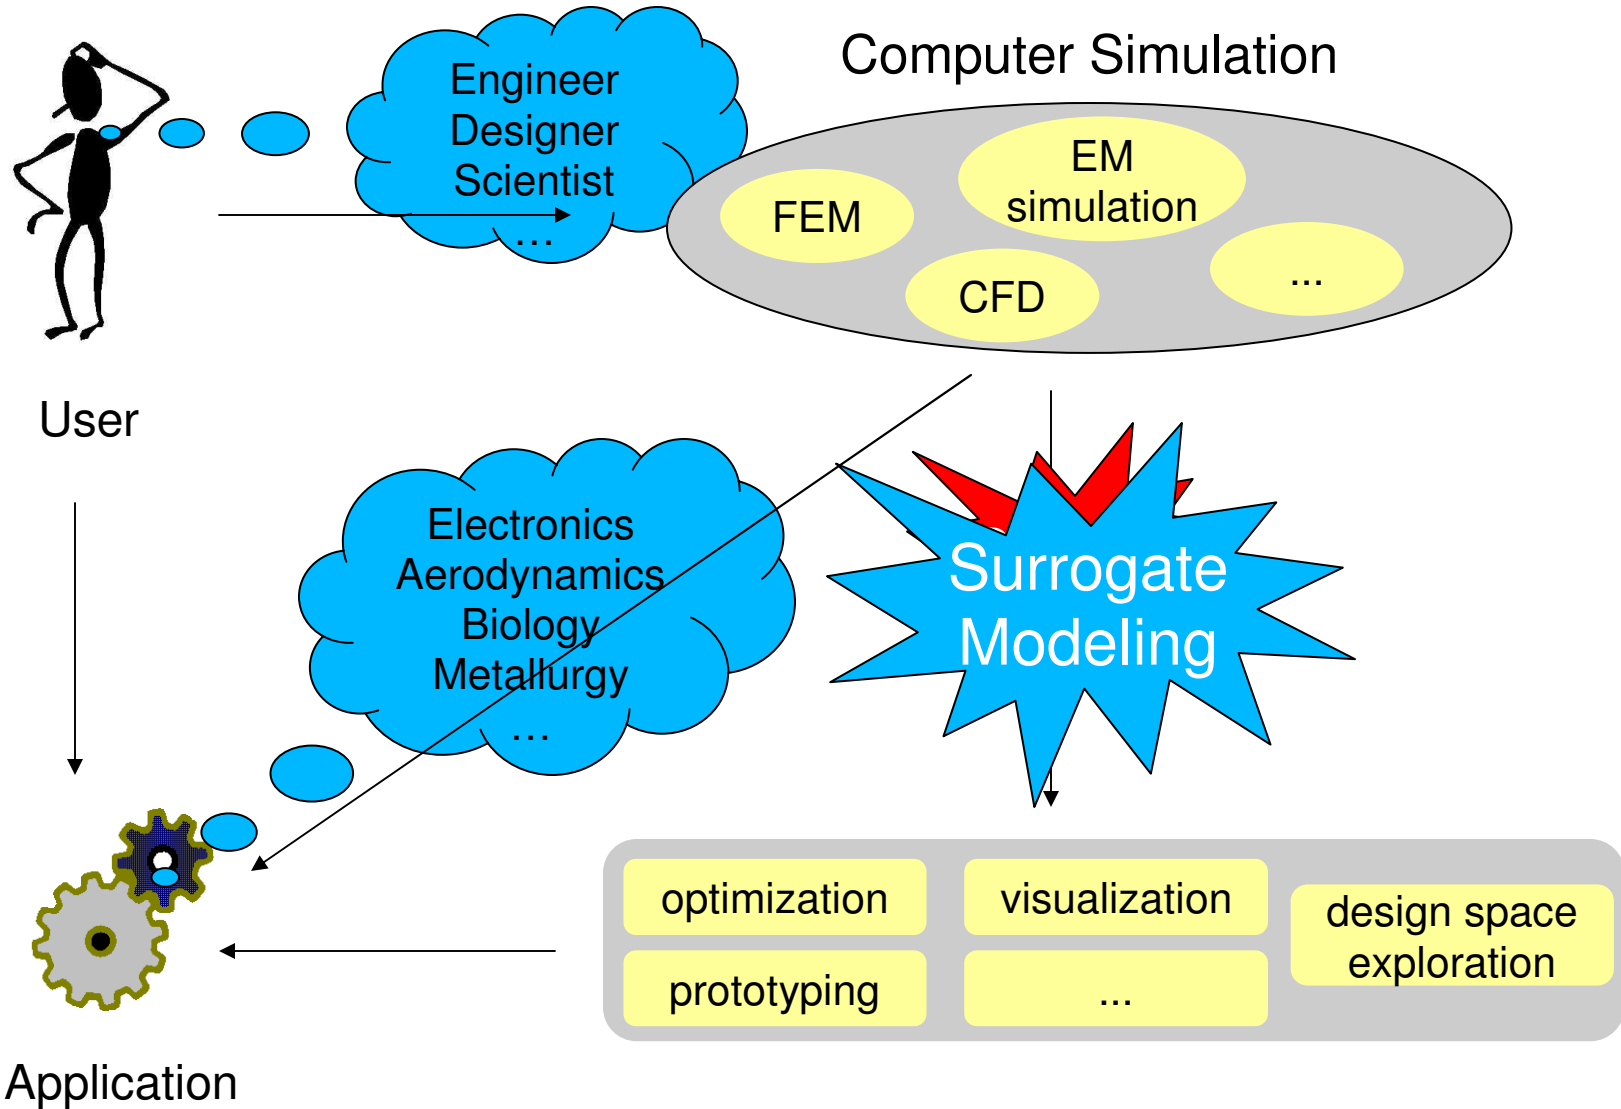 Computer Simulation
Engineer
Designer
Scientist
...
FEM
EM
simulation
CFD
...
User
Electronics
Aerodynamics
Biology
Metallurgy
...
Surrogate
Modeling
optimization
visualization
design space
exploration
prototyping
...
Application